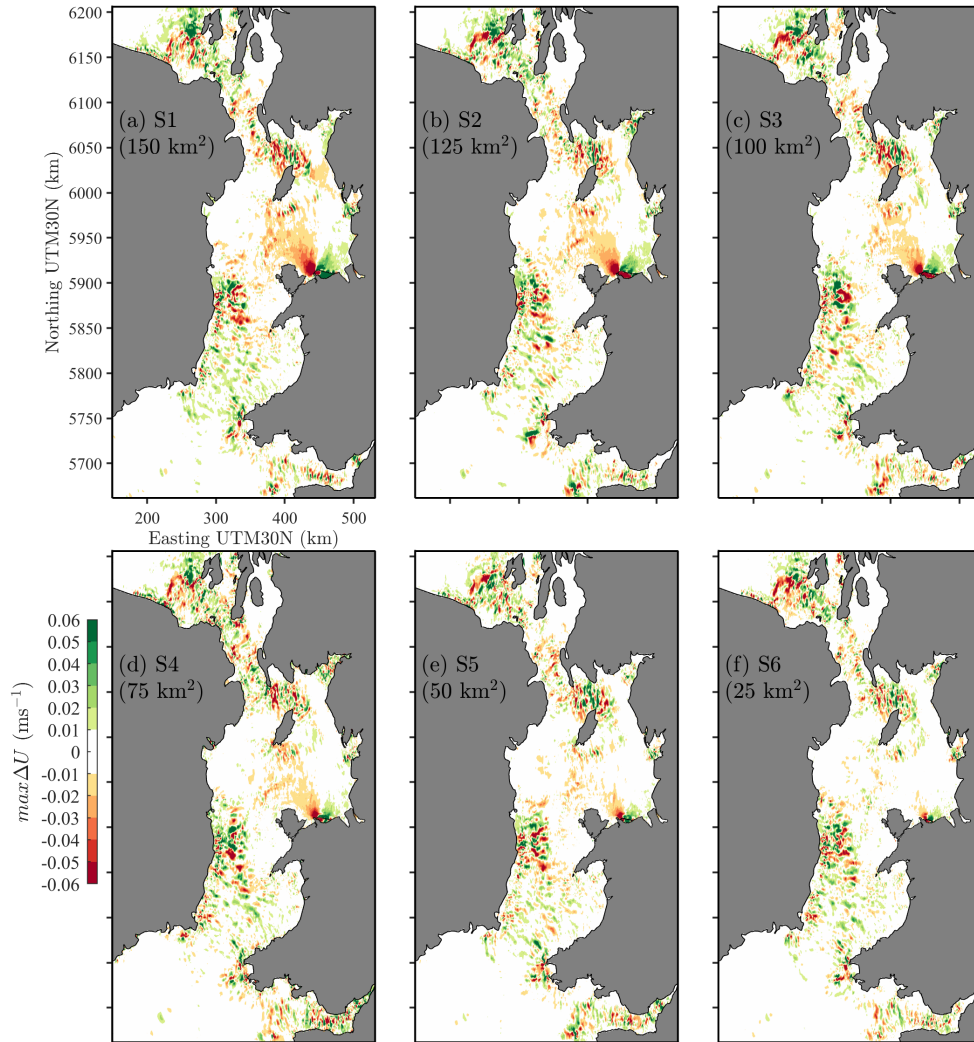 6200
6150
6100
6050
6000
5950
5900
5850
5800
5750
5700
Northing UTM30N (km)
(a) S1
(150 km²)
(b) S2
(125 km²)
(c) S3
(100 km²)
200 300 400 500
Easting UTM30N (km)
0.06
0.05
0.04
0.03
0.02
0.01
0
-0.01
-0.02
-0.03
-0.04
-0.05
-0.06
maxΔU (ms⁻¹)
(d) S4
(75 km²)
(e) S5
(50 km²)
(f) S6
(25 km²)